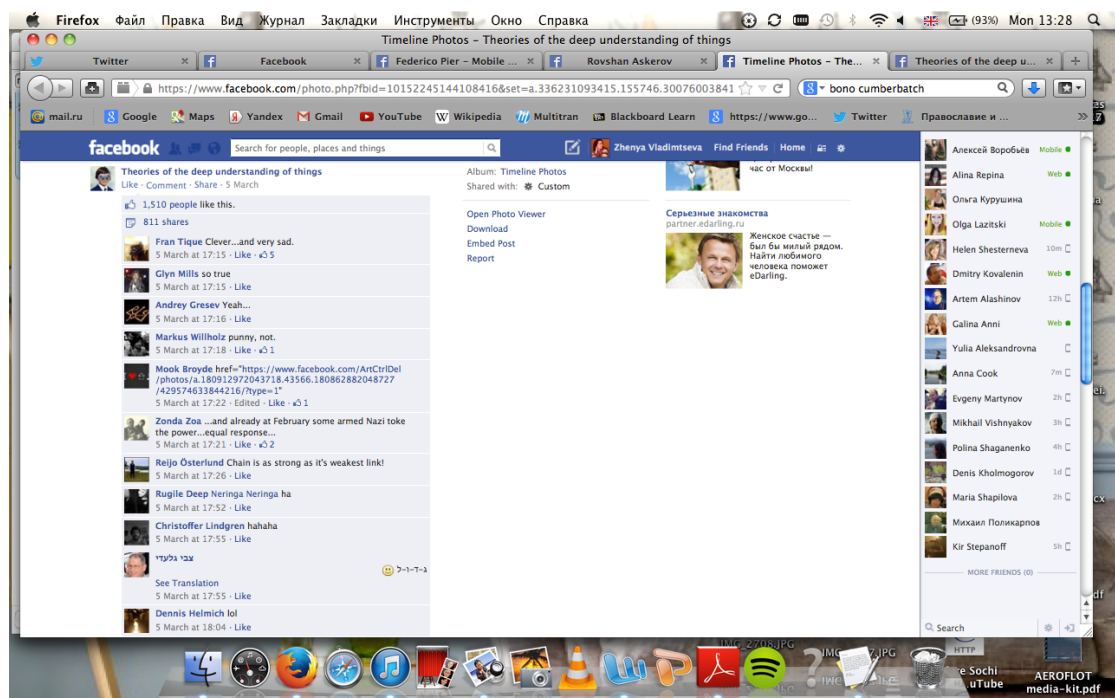 Firefox Файл Правка Вид Журнал Закладки Инструменты Окно Справка (93%) Mon 13:28
Timeline Photos – Theories of the deep understanding of things
Twitter Facebook Federico Pier – Mobile ... Rovshan Askerov Timeline Photos – The... Theories of the deep u...
https://www.facebook.com/photo.php?fbid=10152245144108416&set=a.336231093415.155746.30076003841 bono cumberbatch
mail.ru Google Maps Yandex Gmail YouTube Wikipedia Multitran Blackboard Learn https://www.go... Twitter Православие и ...
facebook Search for people, places and things Zhenya Vladimtseva Find Friends Home
Theories of the deep understanding of things
Like · Comment · Share · 5 March
1,510 people like this.
811 shares
Fran Tique Clever...and very sad.
5 March at 17:15 · Like · 5
Glyn Mills so true
5 March at 17:15 · Like
Andrey Gresev Yeah...
5 March at 17:16 · Like
Markus Willholz punny, not.
5 March at 17:18 · Like · 1
Mook Broyde href="https://www.facebook.com/ArtCtrlDel
/photos/a.180912972043718.43566.180862882048727
/429574633844216/?type=1"
5 March at 17:22 · Edited · Like · 1
Zonda Zoa ...and already at February some armed Nazi toke
the power...equal response...
5 March at 17:21 · Like · 2
Reijo Österlund Chain is as strong as it's weakest link!
5 March at 17:26 · Like
Rugile Deep Neringa Neringa ha
5 March at 17:52 · Like
Christoffer Lindgren hahaha
5 March at 17:55 · Like
צבי גלעדי
ג-ד-ו-ל
See Translation
5 March at 17:55 · Like
Dennis Helmich lol
5 March at 18:04 · Like
Album: Timeline Photos
Shared with: Custom
Open Photo Viewer
Download
Embed Post
Report
час от Москвы!
Серьезные знакомства
partner.edarling.ru
Женское счастье —
был бы милый рядом.
Найти любимого
человека поможет
eDarling.
Алексей Воробьёв Mobile
Alina Repina Web
Ольга Курушина
Olga Lazitski Mobile
Helen Shesterneva 10m
Dmitry Kovalenin Web
Artem Alashinov 12h
Galina Anni Web
Yulia Aleksandrovna
Anna Cook 7m
Evgeny Martynov 2h
Mikhail Vishnyakov 3h
Polina Shaganenko 4h
Denis Kholmogorov 1d
Maria Shapilova 2h
Михаил Поликарпов
Kir Stepanoff 5h
MORE FRIENDS (0)
Search
IMG_2708.JPG
HTTP
re Sochi
uTube
AEROFLOT
media-kit.pdf